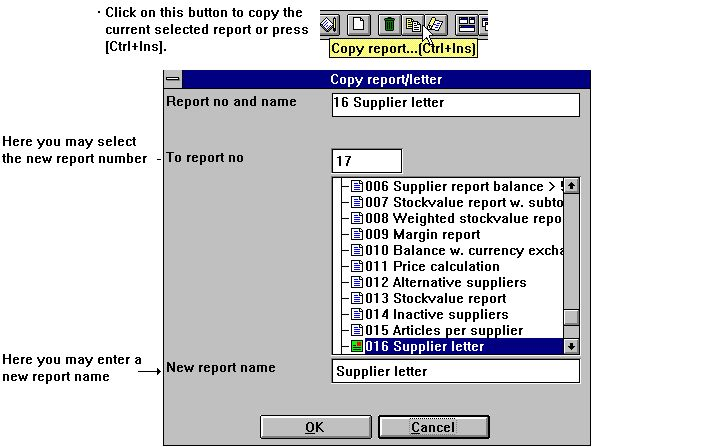 · Click on this button to copy the
current selected report or press
[Ctrl+Ins].
Copy report...(Ctrl+Ins)
Copy report/letter
Report no and name
16 Supplier letter
Here you may select
the new report number
To report no
17
006 Supplier report balance >
007 Stockvalue report w. subto
008 Weighted stockvalue repo
009 Margin report
010 Balance w. currency excha
011 Price calculation
012 Alternative suppliers
013 Stockvalue report
014 Inactive suppliers
015 Articles per supplier
016 Supplier letter
Here you may enter a
new report name
New report name
Supplier letter
OK
Cancel